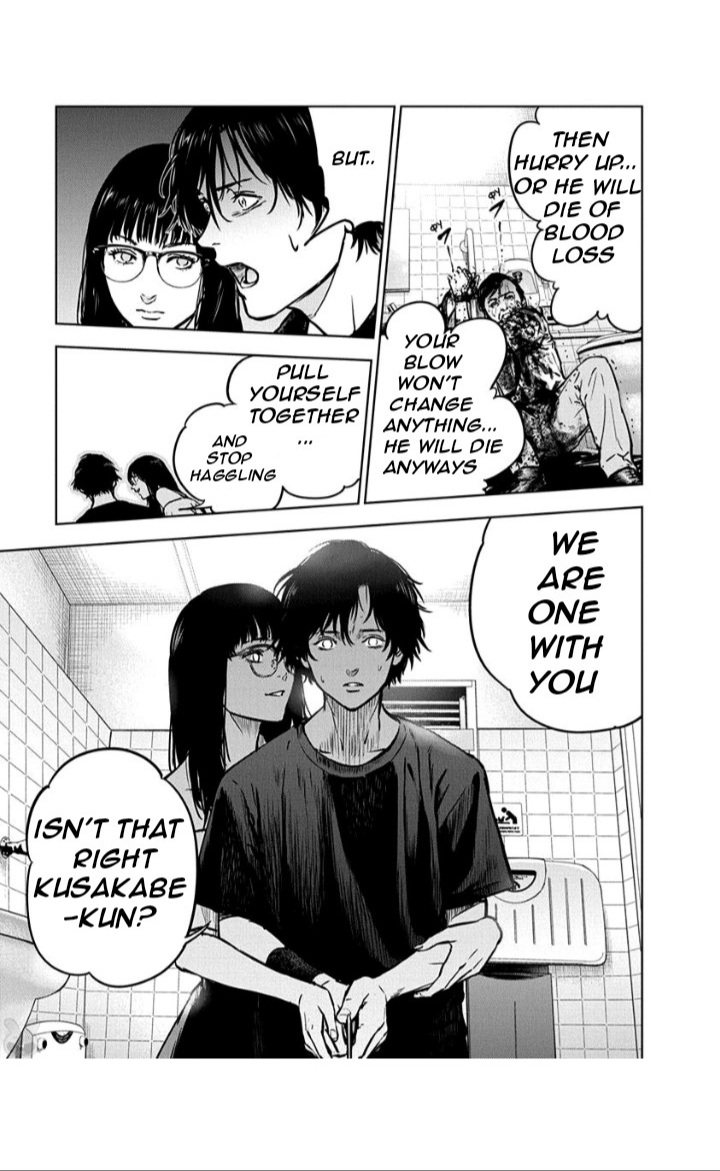 THEN
HURRY UP...
OR HE WILL
DIE OF
BLOOD
LOSS
YOUR
BLOW
WON'T
CHANGE
ANYTHING...
HE WILL DIE
ANYWAYS
BUT..
PULL
YOURSELF
TOGETHER
...
AND
STOP
HAGGLING
WE
ARE
ONE
WITH
YOU
ISN'T THAT
RIGHT
KUSAKABE
-KUN?